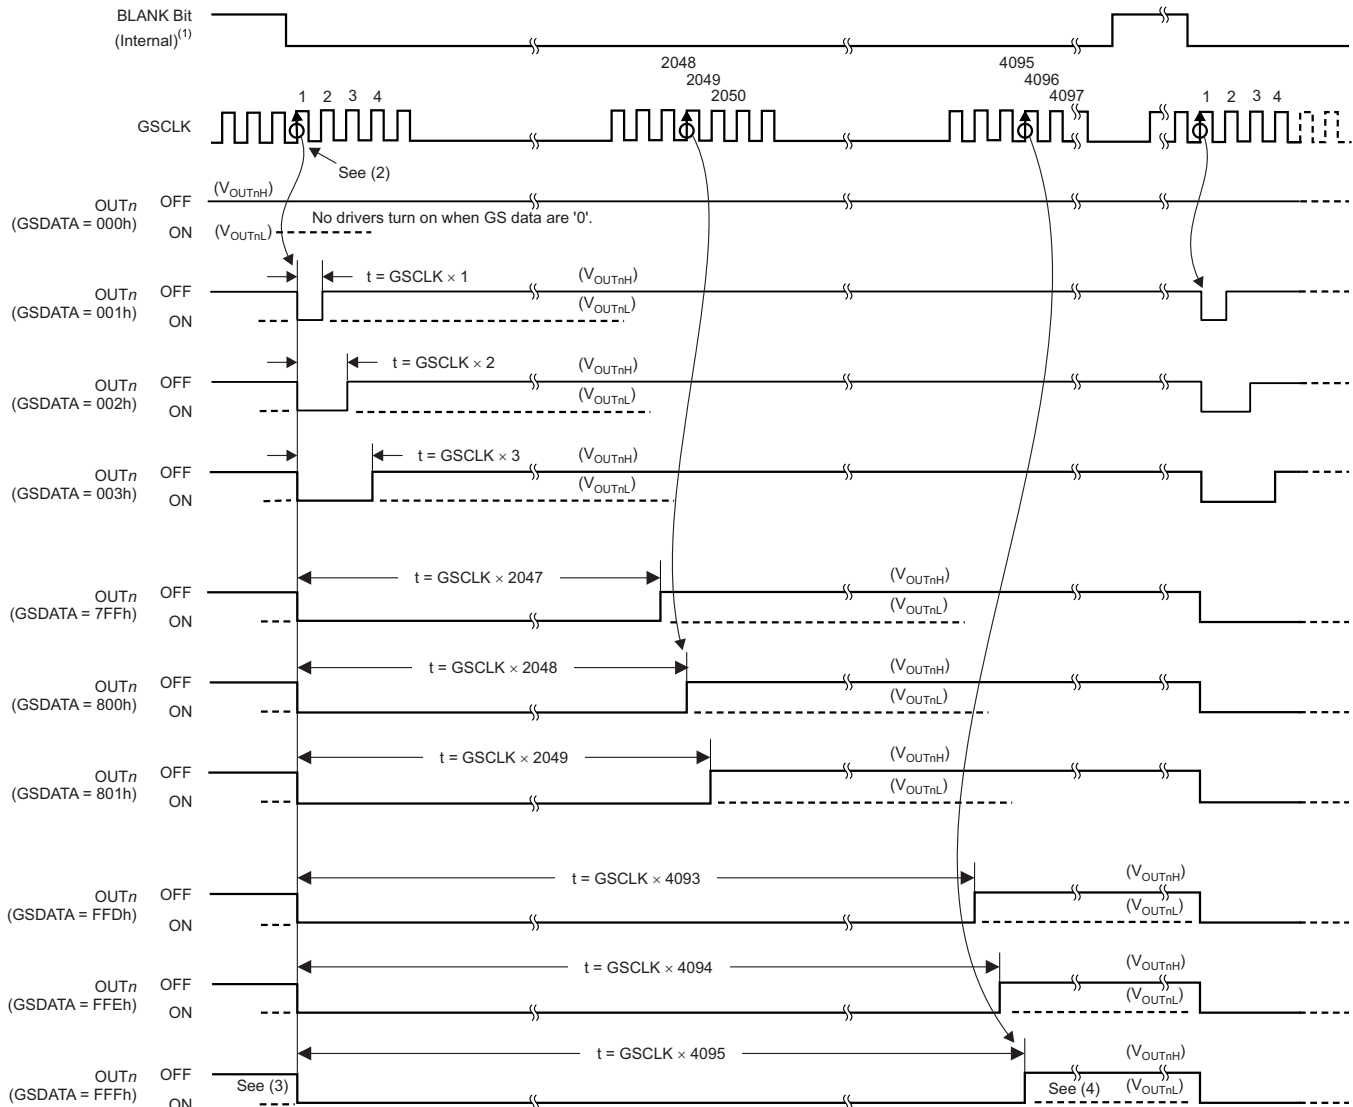 BLANK Bit
(Internal)(1)
2048
2049
2050
4095
4096
4097
GSCLK
1 2 3 4
1 2 3 4
See (2)
OUTn
(GSDATA = 000h)
OFF
ON
(VOUTnH)
(VOUTnL)
No drivers turn on when GS data are '0'.
OUTn
(GSDATA = 001h)
OFF
ON
t = GSCLK × 1
(VOUTnH)
(VOUTnL)
OUTn
(GSDATA = 002h)
OFF
ON
t = GSCLK × 2
(VOUTnH)
(VOUTnL)
OUTn
(GSDATA = 003h)
OFF
ON
t = GSCLK × 3
(VOUTnH)
(VOUTnL)
OUTn
(GSDATA = 7FFh)
OFF
ON
t = GSCLK × 2047
(VOUTnH)
(VOUTnL)
OUTn
(GSDATA = 800h)
OFF
ON
t = GSCLK × 2048
(VOUTnH)
(VOUTnL)
OUTn
(GSDATA = 801h)
OFF
ON
t = GSCLK × 2049
(VOUTnH)
(VOUTnL)
OUTn
(GSDATA = FFDh)
OFF
ON
t = GSCLK × 4093
(VOUTnH)
(VOUTnL)
OUTn
(GSDATA = FFEh)
OFF
ON
t = GSCLK × 4094
(VOUTnH)
(VOUTnL)
OUTn
(GSDATA = FFFh)
OFF
ON
See (3)
t = GSCLK × 4095
See (4)
(VOUTnH)
(VOUTnL)